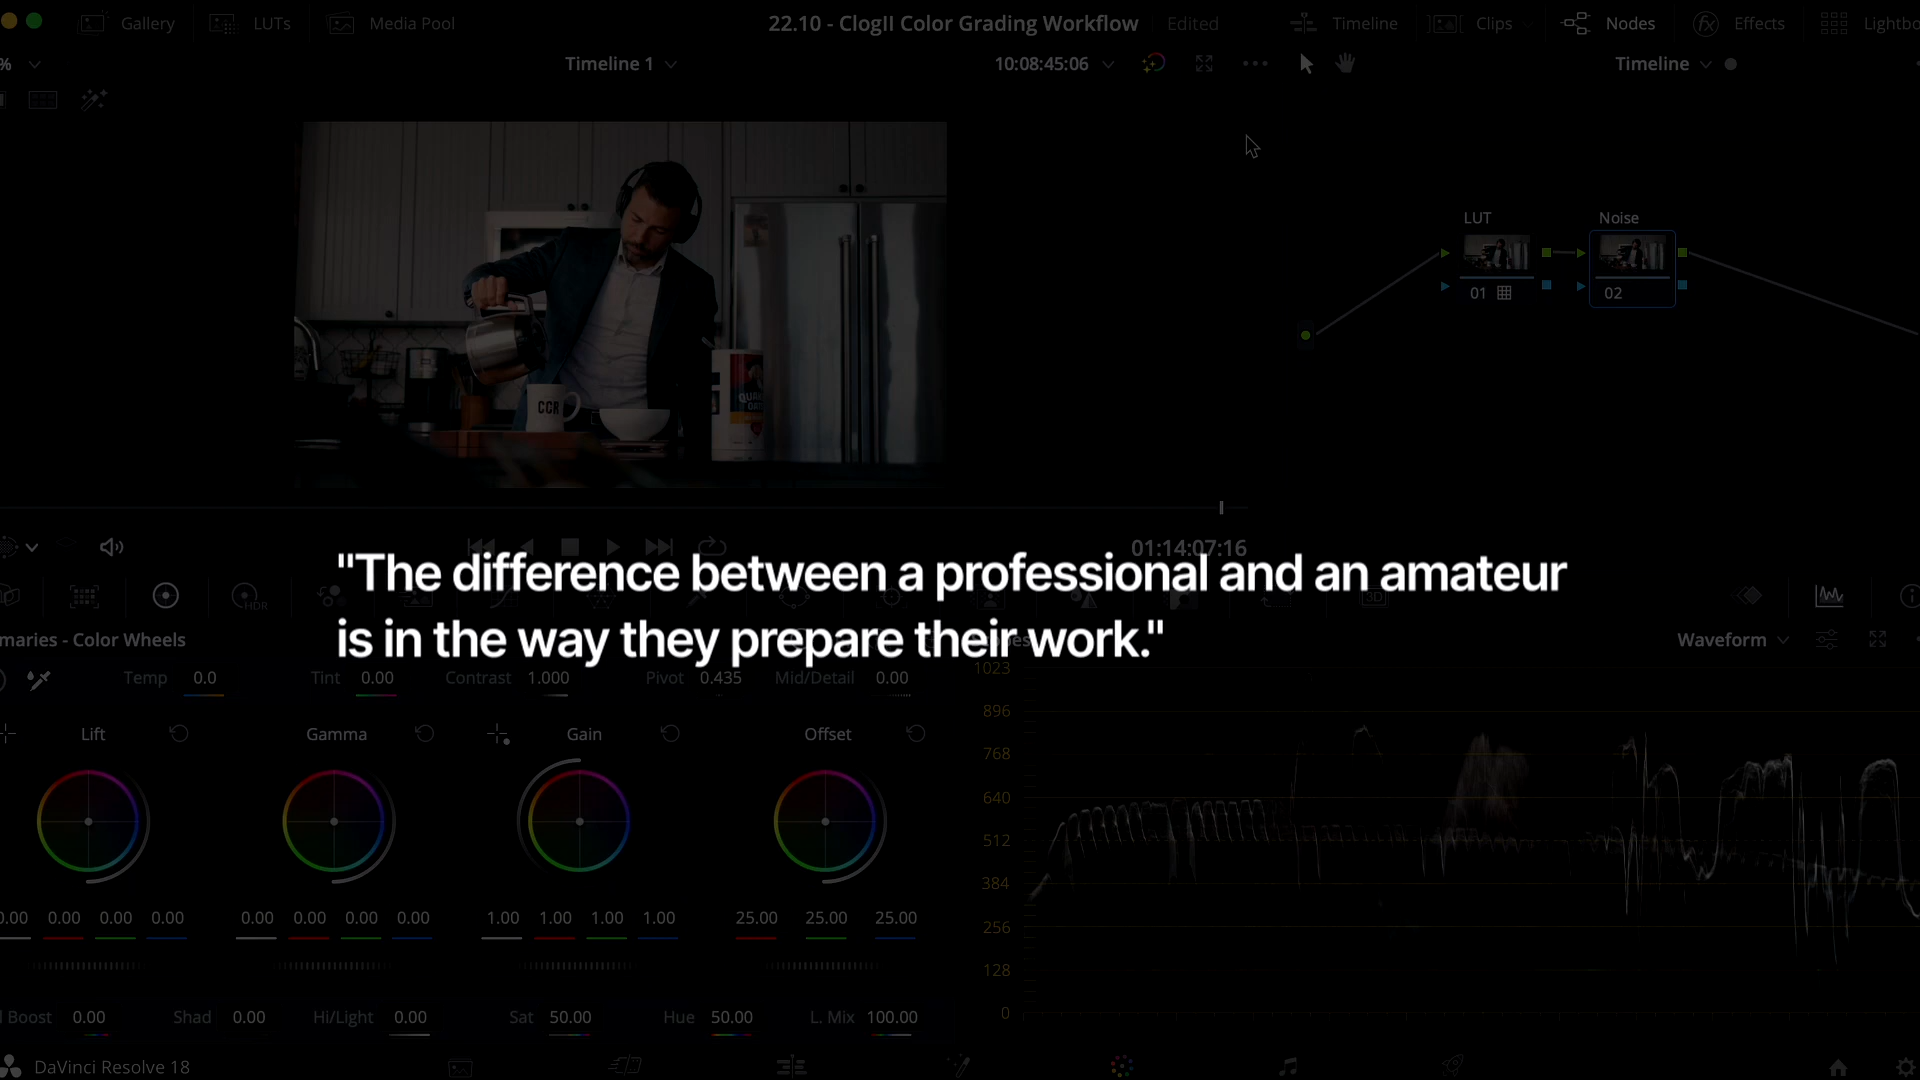 Gallery
LUTs
Media Pool
22.10 - ClogII Color Grading Workflow
Edited
Timeline
Clips
Nodes
Effects
Lightbo
%
Timeline 1
10:08:45:06
Timeline
LUT
Noise
01
02
CCR
01:14:07:16
"The difference between a professional and an amateur
is in the way they prepare their work."
HDR
3D
maries - Color Wheels
Waveform
Temp 0.0
Tint 0.00
Contrast 1.000
Pivot 0.435
Mid/Detail 0.00
Lift
Gamma
Gain
Offset
0.00 0.00 0.00 0.00
0.00 0.00 0.00 0.00
1.00 1.00 1.00 1.00
25.00 25.00 25.00
1023
896
768
640
512
384
256
128
0
l Boost 0.00
Shad 0.00
Hi/Light 0.00
Sat 50.00
Hue 50.00
L. Mix 100.00
DaVinci Resolve 18